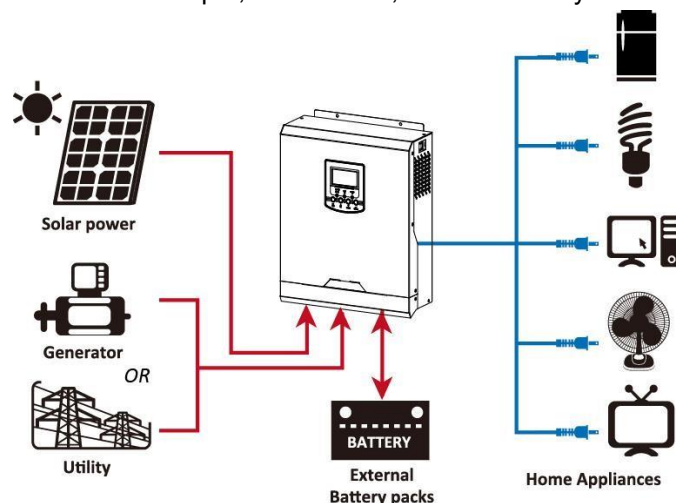 Solar power
Generator
OR
Utility
BATTERY
External
Battery packs
Home Appliances